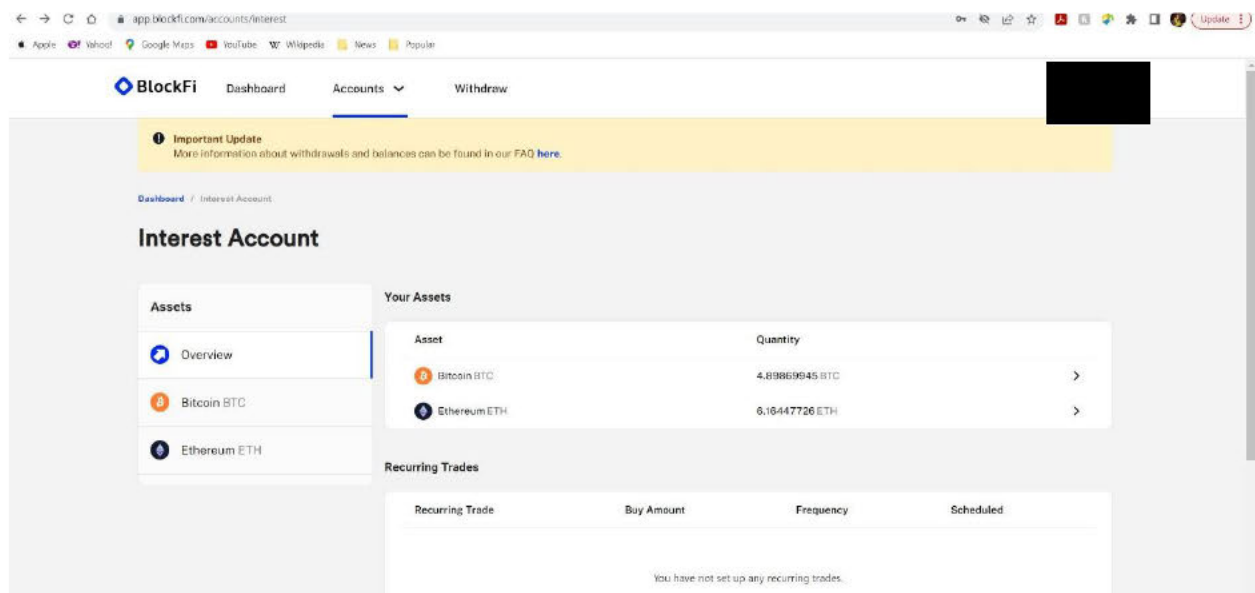 app.blockfi.com/accounts/interest
Update
Apple Yahoo! Google Maps YouTube Wikipedia News Popular
BlockFi Dashboard Accounts Withdraw
Important Update
More information about withdrawals and balances can be found in our FAQ here.
Dashboard / Interest Account
Interest Account
Assets
Overview
Bitcoin BTC
Ethereum ETH
Your Assets
Asset Quantity
Bitcoin BTC 4.89869945 BTC
Ethereum ETH 6.16447726 ETH
Recurring Trades
Recurring Trade Buy Amount Frequency Scheduled
You have not set up any recurring trades.